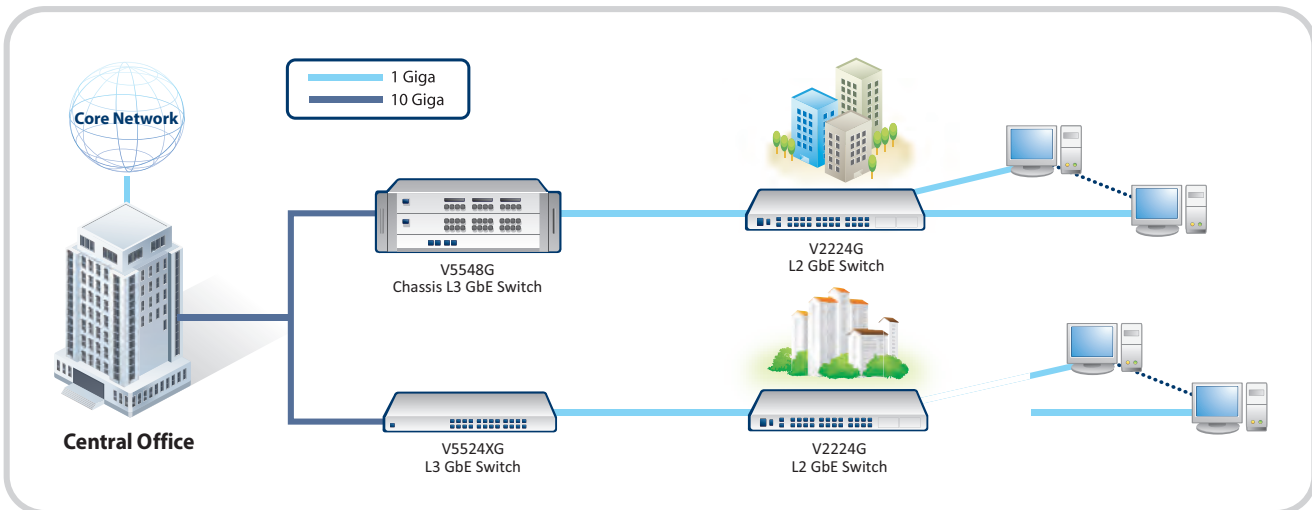 Core Network
1 Giga
10 Giga
V5548G
Chassis L3 GbE Switch
V2224G
L2 GbE Switch
Central Office
V5524XG
L3 GbE Switch
V2224G
L2 GbE Switch